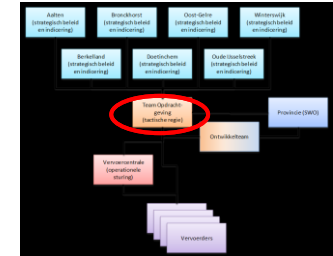 Aalten
(strategisch beleid
en indicering)
Bronckhorst
(strategisch beleid
en indicering)
Oost-Gelre
(strategisch beleid
en indicering)
Winterswijk
(strategisch beleid
en indicering)
Berkelland
(strategisch beleid
en indicering)
Doetinchem
(strategisch beleid
en indicering)
Oude IJsselstreek
(strategisch beleid
en indicering)
Team Opdracht-
geving
(tactische regie)
Provincie (SWO)
Ontwikkelteam
Vervoerscentrale
(operationele
sturing)
Vervoerders